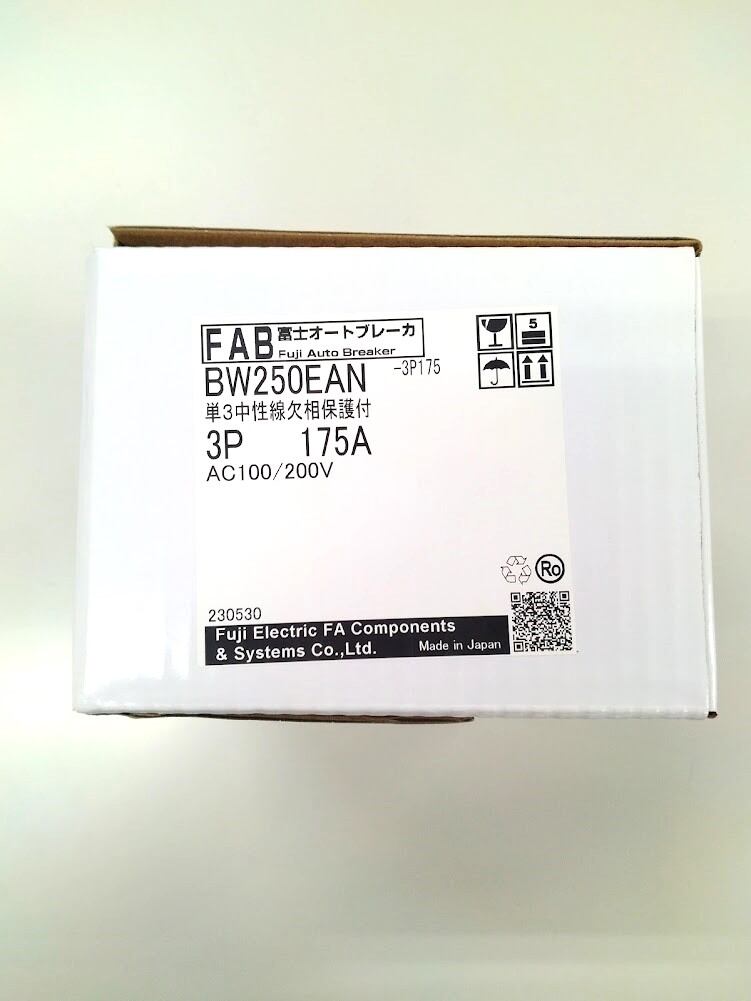 FAB 富士オートブレーカ
Fuji Auto Breaker
BW250EAN -3P175
単3中性線欠相保護付
3P 175A
AC100/200V
5
Ro
230530
Fuji Electric FA Components
& Systems Co.,Ltd. Made in Japan